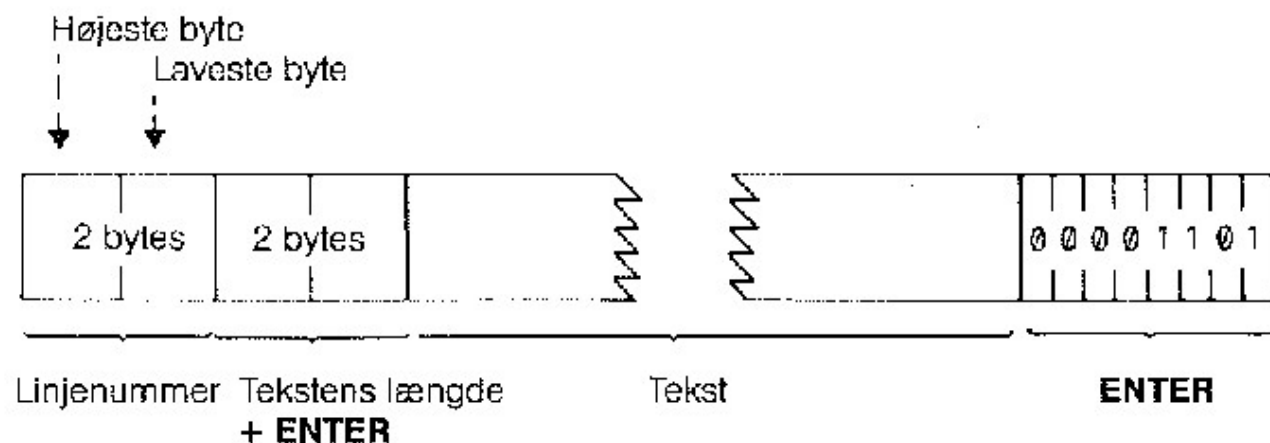 Højeste byte
Laveste byte
2 bytes 2 bytes 0 0 0 0 1 1 0 1
Linjenummer Tekstens længde Tekst ENTER
+ ENTER